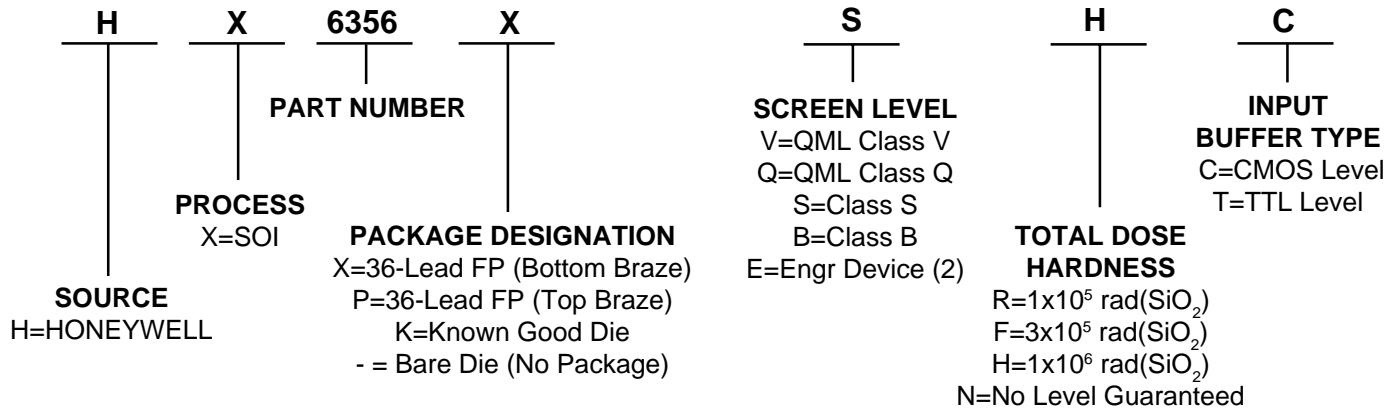 H X 6356 X S H C
PART NUMBER
PROCESS
X=SOI
SOURCE
H=HONEYWELL
PACKAGE DESIGNATION
X=36-Lead FP (Bottom Braze)
P=36-Lead FP (Top Braze)
K=Known Good Die
- = Bare Die (No Package)
SCREEN LEVEL
V=QML Class V
Q=QML Class Q
S=Class S
B=Class B
E=Engr Device (2)
TOTAL DOSE
HARDNESS
R=1x10⁵ rad(SiO₂)
F=3x10⁵ rad(SiO₂)
H=1x10⁶ rad(SiO₂)
N=No Level Guaranteed
INPUT
BUFFER TYPE
C=CMOS Level
T=TTL Level